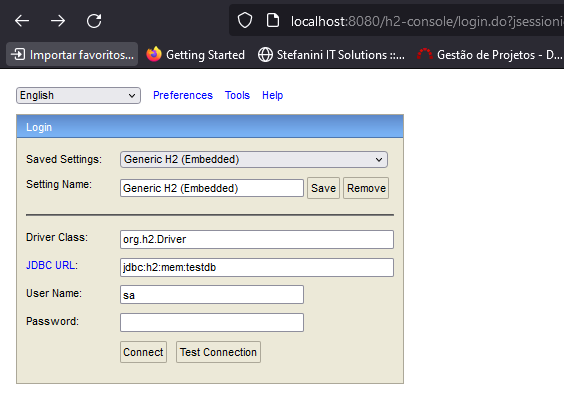 localhost:8080/h2-console/login.do?jsession
Importar favoritos... Getting Started Stefanini IT Solutions ::... Gestão de Projetos - D...
English Preferences Tools Help
Login
Saved Settings: Generic H2 (Embedded)
Setting Name: Generic H2 (Embedded) Save Remove
Driver Class: org.h2.Driver
JDBC URL: jdbc:h2:mem:testdb
User Name: sa
Password:
Connect Test Connection